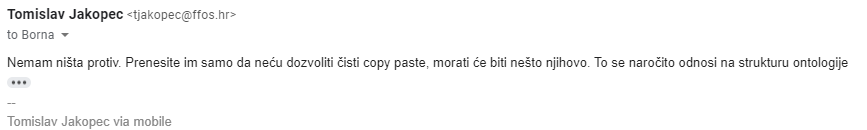 Tomislav Jakopec <tjakopec@ffos.hr>
to Borna
Nemam ništa protiv. Prenesite im samo da neću dozvoliti čisti copy paste, morati će biti nešto njihovo. To se naročito odnosi na strukturu ontologije
--
Tomislav Jakopec via mobile